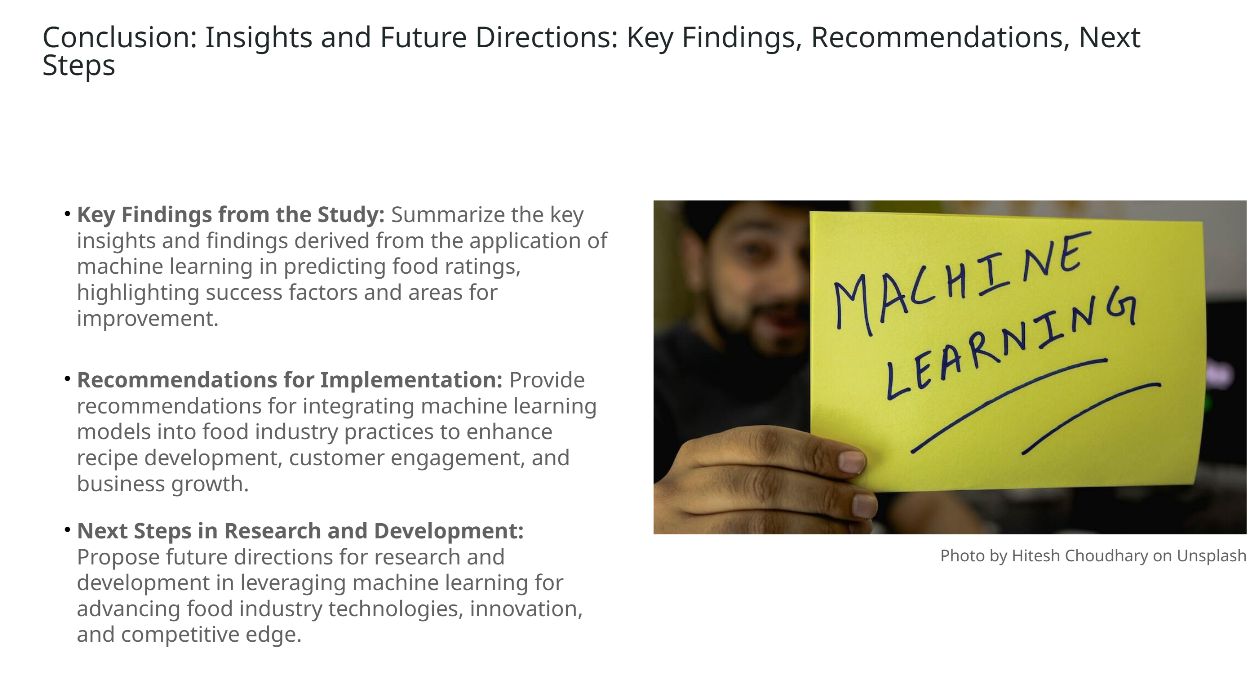 Conclusion: Insights and Future Directions: Key Findings, Recommendations, Next
Steps
• Key Findings from the Study: Summarize the key
insights and findings derived from the application of
machine learning in predicting food ratings,
highlighting success factors and areas for
improvement.
• Recommendations for Implementation: Provide
recommendations for integrating machine learning
models into food industry practices to enhance
recipe development, customer engagement, and
business growth.
• Next Steps in Research and Development:
Propose future directions for research and
development in leveraging machine learning for
advancing food industry technologies, innovation,
and competitive edge.
MACHINE
LEARNING
Photo by Hitesh Choudhary on Unsplash